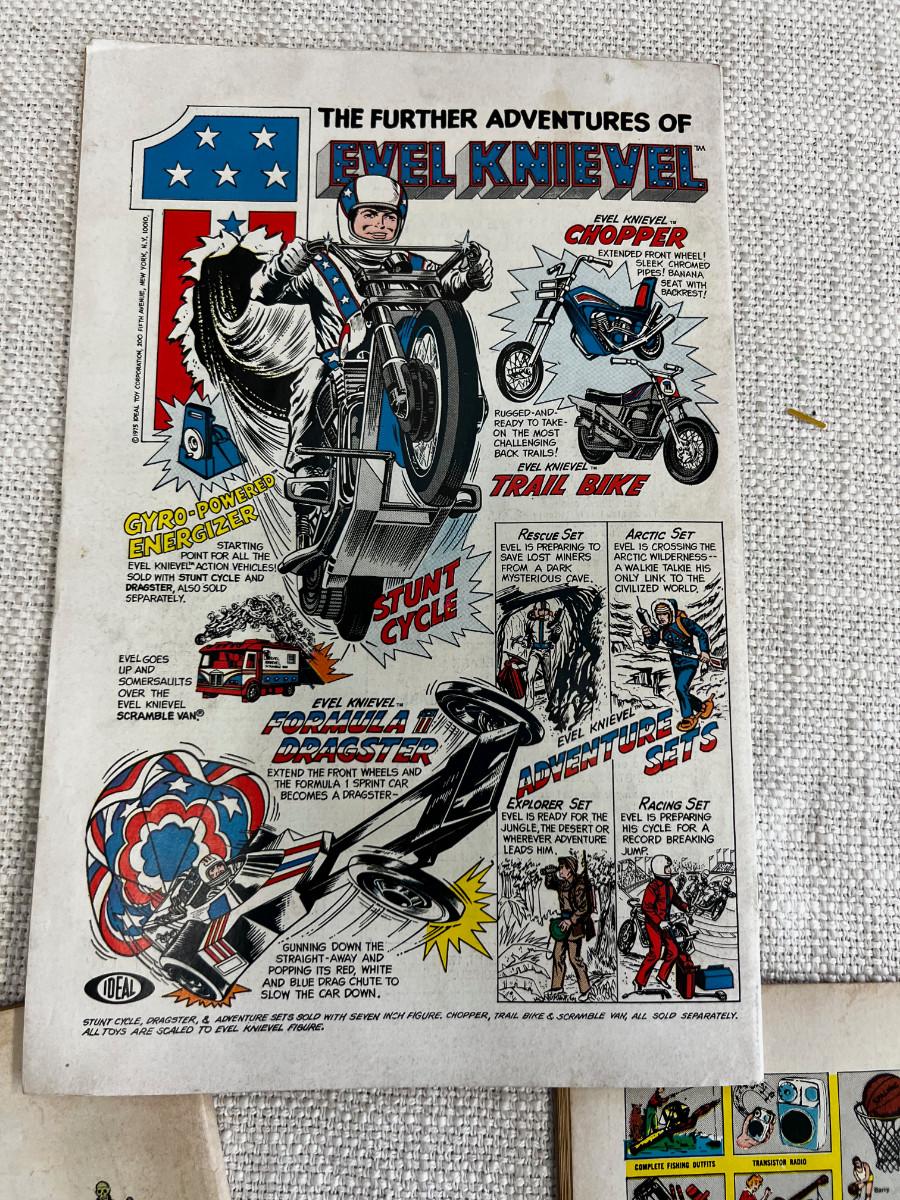 THE FURTHER ADVENTURES OF
EVEL KNIEVEL™
©1975 IDEAL TOY CORPORATION, 200 FIFTH AVENUE, NEW YORK, N.Y. 10010.
EVEL KNIEVEL™
CHOPPER
EXTENDED FRONT WHEEL!
SLEEK CHROMED
PIPES! BANANA
SEAT WITH
BACKREST!
RUGGED-AND-
READY TO TAKE-
ON THE MOST
CHALLENGING
BACK TRAILS!
EVEL KNIEVEL™
TRAIL BIKE
GYRO-POWERED
ENERGIZER
STARTING
POINT FOR ALL THE
EVEL KNIEVEL™ ACTION VEHICLES!
SOLD WITH STUNT CYCLE AND
DRAGSTER, ALSO SOLD
SEPARATELY.
STUNT
CYCLE
EVEL GOES
UP AND
SOMERSAULTS
OVER THE
EVEL KNIEVEL
SCRAMBLE VAN®
EVEL KNIEVEL™
FORMULA 1
DRAGSTER
EXTEND THE FRONT WHEELS AND
THE FORMULA 1 SPRINT CAR
BECOMES A DRAGSTER—
GUNNING DOWN THE
STRAIGHT-AWAY AND
POPPING ITS RED, WHITE
AND BLUE DRAG CHUTE TO
SLOW THE CAR DOWN.
IDEAL
RESCUE SET
EVEL IS PREPARING TO
SAVE LOST MINERS
FROM A DARK
MYSTERIOUS CAVE.
ARCTIC SET
EVEL IS CROSSING THE
ARCTIC WILDERNESS--
A WALKIE TALKIE HIS
ONLY LINK TO THE
CIVILIZED WORLD.
EVEL KNIEVEL
ADVENTURE
SETS
EXPLORER SET
EVEL IS READY FOR THE
JUNGLE, THE DESERT OR
WHEREVER ADVENTURE
LEADS HIM.
RACING SET
EVEL IS PREPARING
HIS CYCLE FOR A
RECORD BREAKING
JUMP.
STUNT CYCLE, DRAGSTER, & ADVENTURE SETS SOLD WITH SEVEN INCH FIGURE. CHOPPER, TRAIL BIKE & SCRAMBLE VAN, ALL SOLD SEPARATELY.
ALL TOYS ARE SCALED TO EVEL KNIEVEL FIGURE.
COMPLETE FISHING OUTFITS
TRANSISTOR RADIO